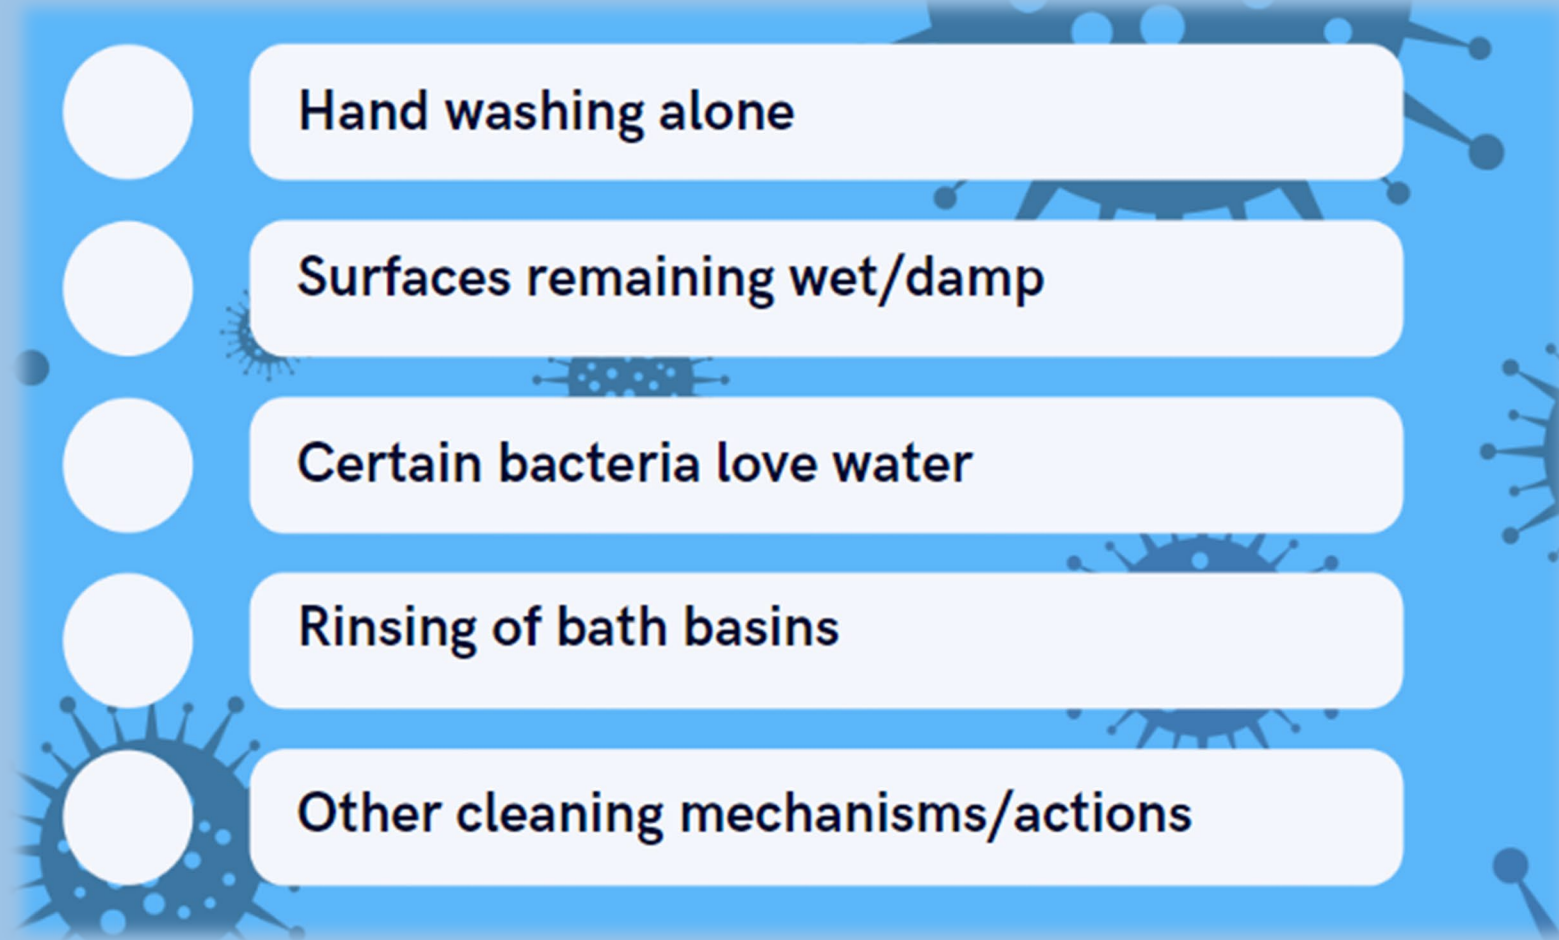 Hand washing alone
Surfaces remaining wet/damp
Certain bacteria love water
Rinsing of bath basins
Other cleaning mechanisms/actions